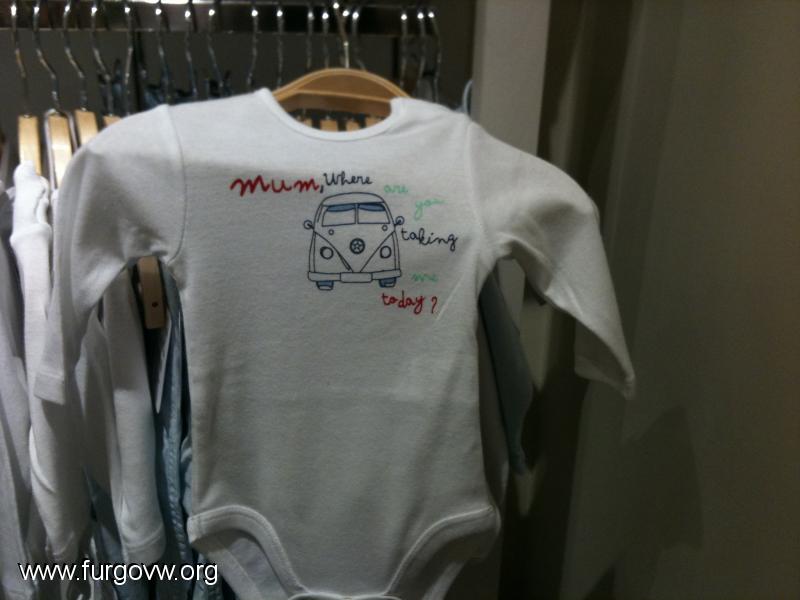 Mum, Where are
you
taking
me
today?
www.furgovw.org